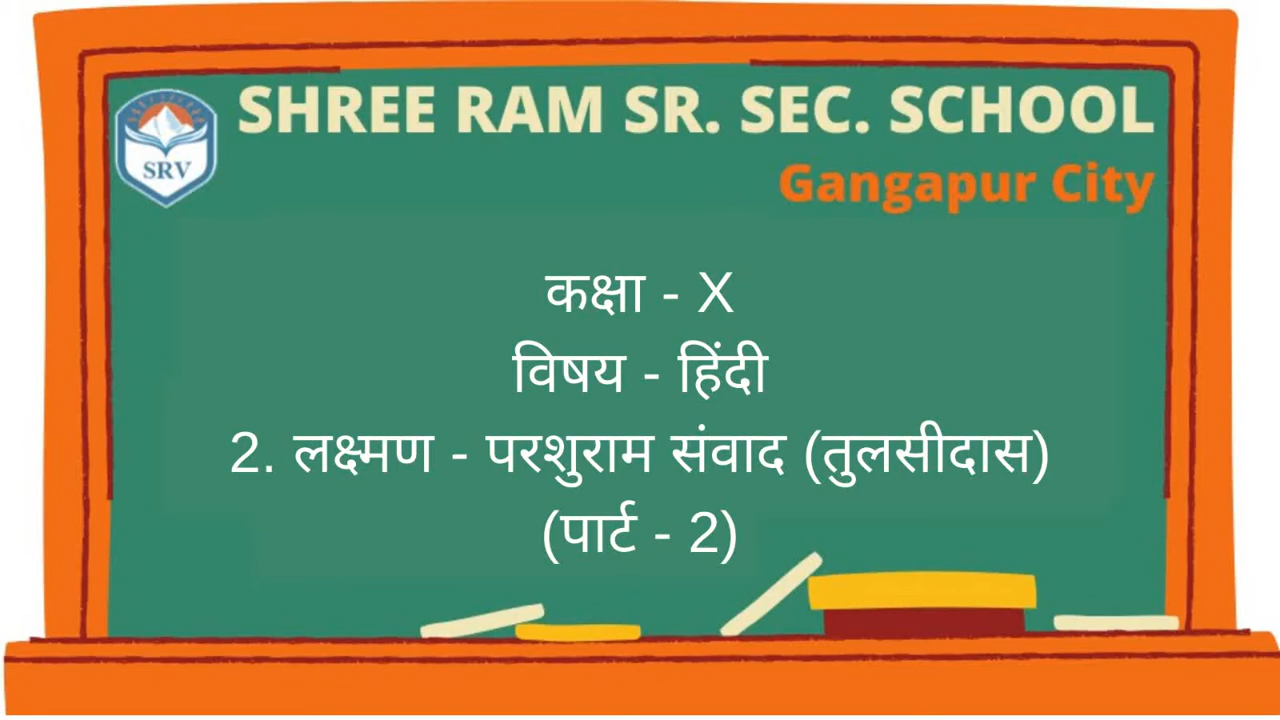 SHREE RAM SR. SEC. SCHOOL
SRV
Gangapur City
कक्षा - X
विषय - हिंदी
2. लक्ष्मण - परशुराम संवाद (तुलसीदास)
(पार्ट - 2)